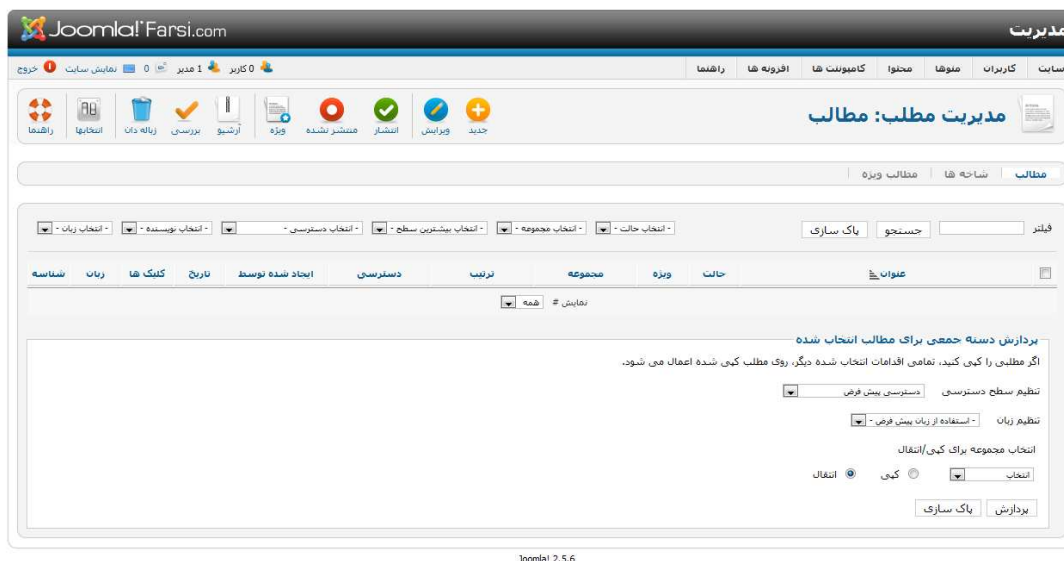 Joomla!Farsi.com
مدیریت
سایت کاربران منوها محتوا کامپوننت ها افزونه ها راهنما
0 کاربر 1 مدیر 0 نمایش سایت خروج
مدیریت مطلب: مطالب
جدید ویرایش انتشار منتشر نشده ویژه آرشیو بررسی زباله دان انتخابها راهنما
مطالب شاخه ها مطالب ویژه
فیلتر جستجو پاک سازی - انتخاب حالت - - انتخاب مجموعه - - انتخاب بیشترین سطح - - انتخاب دسترسی - - انتخاب نویسنده - - انتخاب زبان -
عنوان حالت ویژه مجموعه ترتیب دسترسی ایجاد شده توسط تاریخ کلیک ها زبان شناسه
نمایش # همه
پردازش دسته جمعی برای مطالب انتخاب شده
اگر مطلبی را کپی کنید، تمامی اقدامات انتخاب شده دیگر، روی مطلب کپی شده اعمال می شود.
تنظیم سطح دسترسی دسترسی پیش فرض
تنظیم زبان - استفاده از زبان پیش فرض -
انتخاب مجموعه برای کپی/انتقال
انتخاب کپی انتقال
پردازش پاک سازی
Joomla! 2.5.6